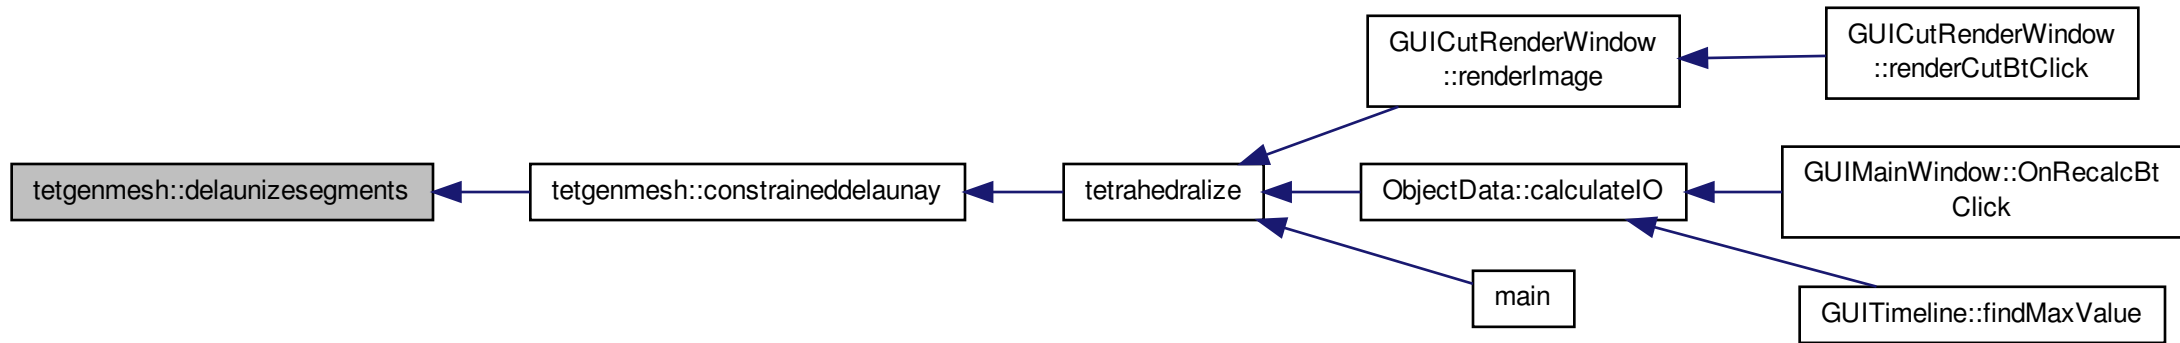 GUICutRenderWindow
::renderImage
GUICutRenderWindow
::renderCutBtClick
tetgenmesh::delaunizesegments
tetgenmesh::constraineddelaunay
tetrahedralize
ObjectData::calculateIO
GUIMainWindow::OnRecalcBt
Click
main
GUITimeline::findMaxValue